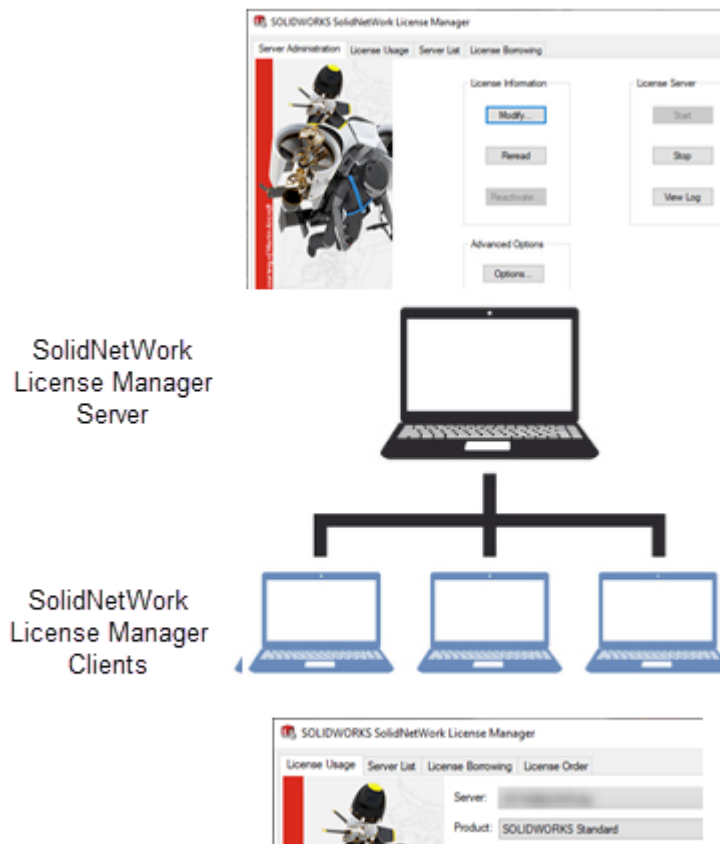 SOLIDWORKS SolidNetWork License Manager
Server Administration License Usage Server List License Borrowing
License Information License Server
Modify... Start
Reread Stop
Reactivate... View Log
Advanced Options
Options...
SolidNetWork
License Manager
Server
SolidNetWork
License Manager
Clients
SOLIDWORKS SolidNetWork License Manager
License Usage Server List License Borrowing License Order
Server:
Product: SOLIDWORKS Standard